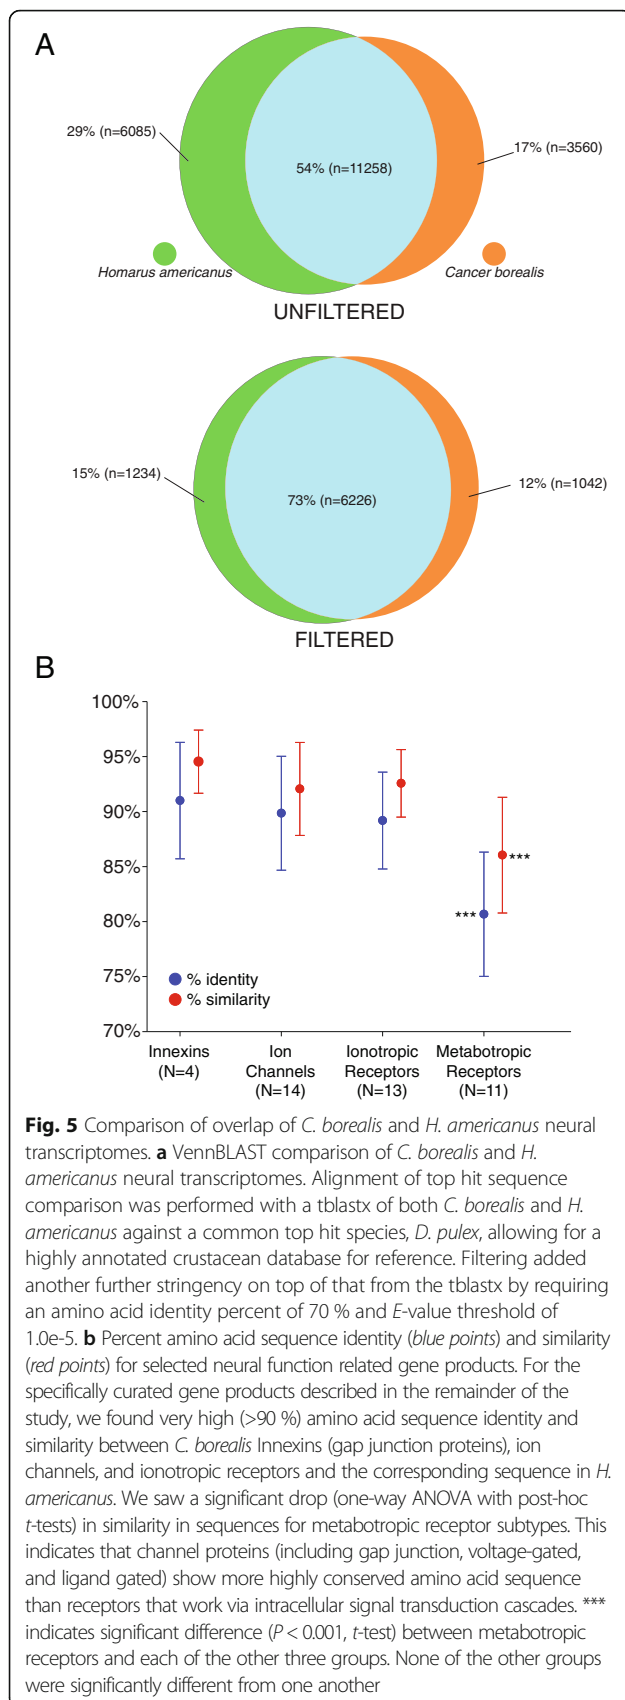 A
29% (n=6085)
54% (n=11258)
17% (n=3560)
Homarus americanus
Cancer borealis
UNFILTERED
15% (n=1234)
73% (n=6226)
12% (n=1042)
FILTERED
B
100%
95%
90%
85%
80%
75%
70%
***
***
% identity
% similarity
Innexins
(N=4)
Ion
Channels
(N=14)
Ionotropic
Receptors
(N=13)
Metabotropic
Receptors
(N=11)
Fig. 5 Comparison of overlap of C. borealis and H. americanus neural
transcriptomes. a VennBLAST comparison of C. borealis and H.
americanus neural transcriptomes. Alignment of top hit sequence
comparison was performed with a tblastx of both C. borealis and H.
americanus against a common top hit species, D. pulex, allowing for a
highly annotated crustacean database for reference. Filtering added
another further stringency on top of that from the tblastx by requiring
an amino acid identity percent of 70 % and E-value threshold of
1.0e-5. b Percent amino acid sequence identity (blue points) and similarity
(red points) for selected neural function related gene products. For the
specifically curated gene products described in the remainder of the
study, we found very high (>90 %) amino acid sequence identity and
similarity between C. borealis Innexins (gap junction proteins), ion
channels, and ionotropic receptors and the corresponding sequence in H.
americanus. We saw a significant drop (one-way ANOVA with post-hoc
t-tests) in similarity in sequences for metabotropic receptor subtypes. This
indicates that channel proteins (including gap junction, voltage-gated,
and ligand gated) show more highly conserved amino acid sequence
than receptors that work via intracellular signal transduction cascades. ***
indicates significant difference (P < 0.001, t-test) between metabotropic
receptors and each of the other three groups. None of the other groups
were significantly different from one another